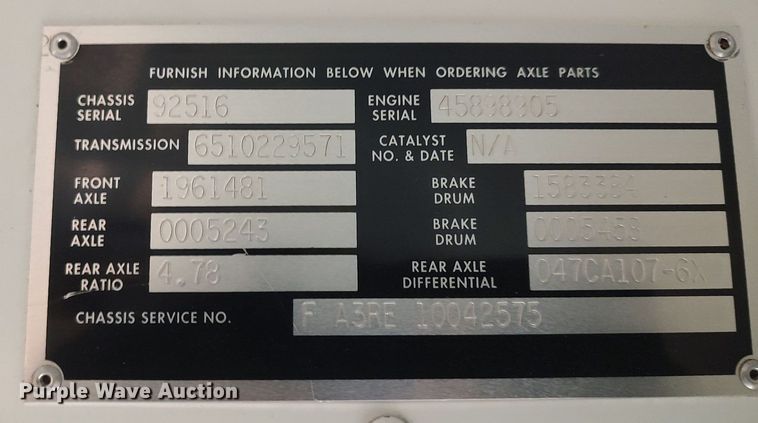 FURNISH INFORMATION BELOW WHEN ORDERING AXLE PARTS
CHASSIS SERIAL 92516 ENGINE SERIAL 45898905
TRANSMISSION 6510229571 CATALYST NO. & DATE N/A
FRONT AXLE 1961481 BRAKE DRUM 1583384
REAR AXLE 0005243 BRAKE DRUM 0005453
REAR AXLE RATIO 4.78 REAR AXLE DIFFERENTIAL 047CA107-6X
CHASSIS SERVICE NO. F A3RE 10042575
Purple Wave Auction